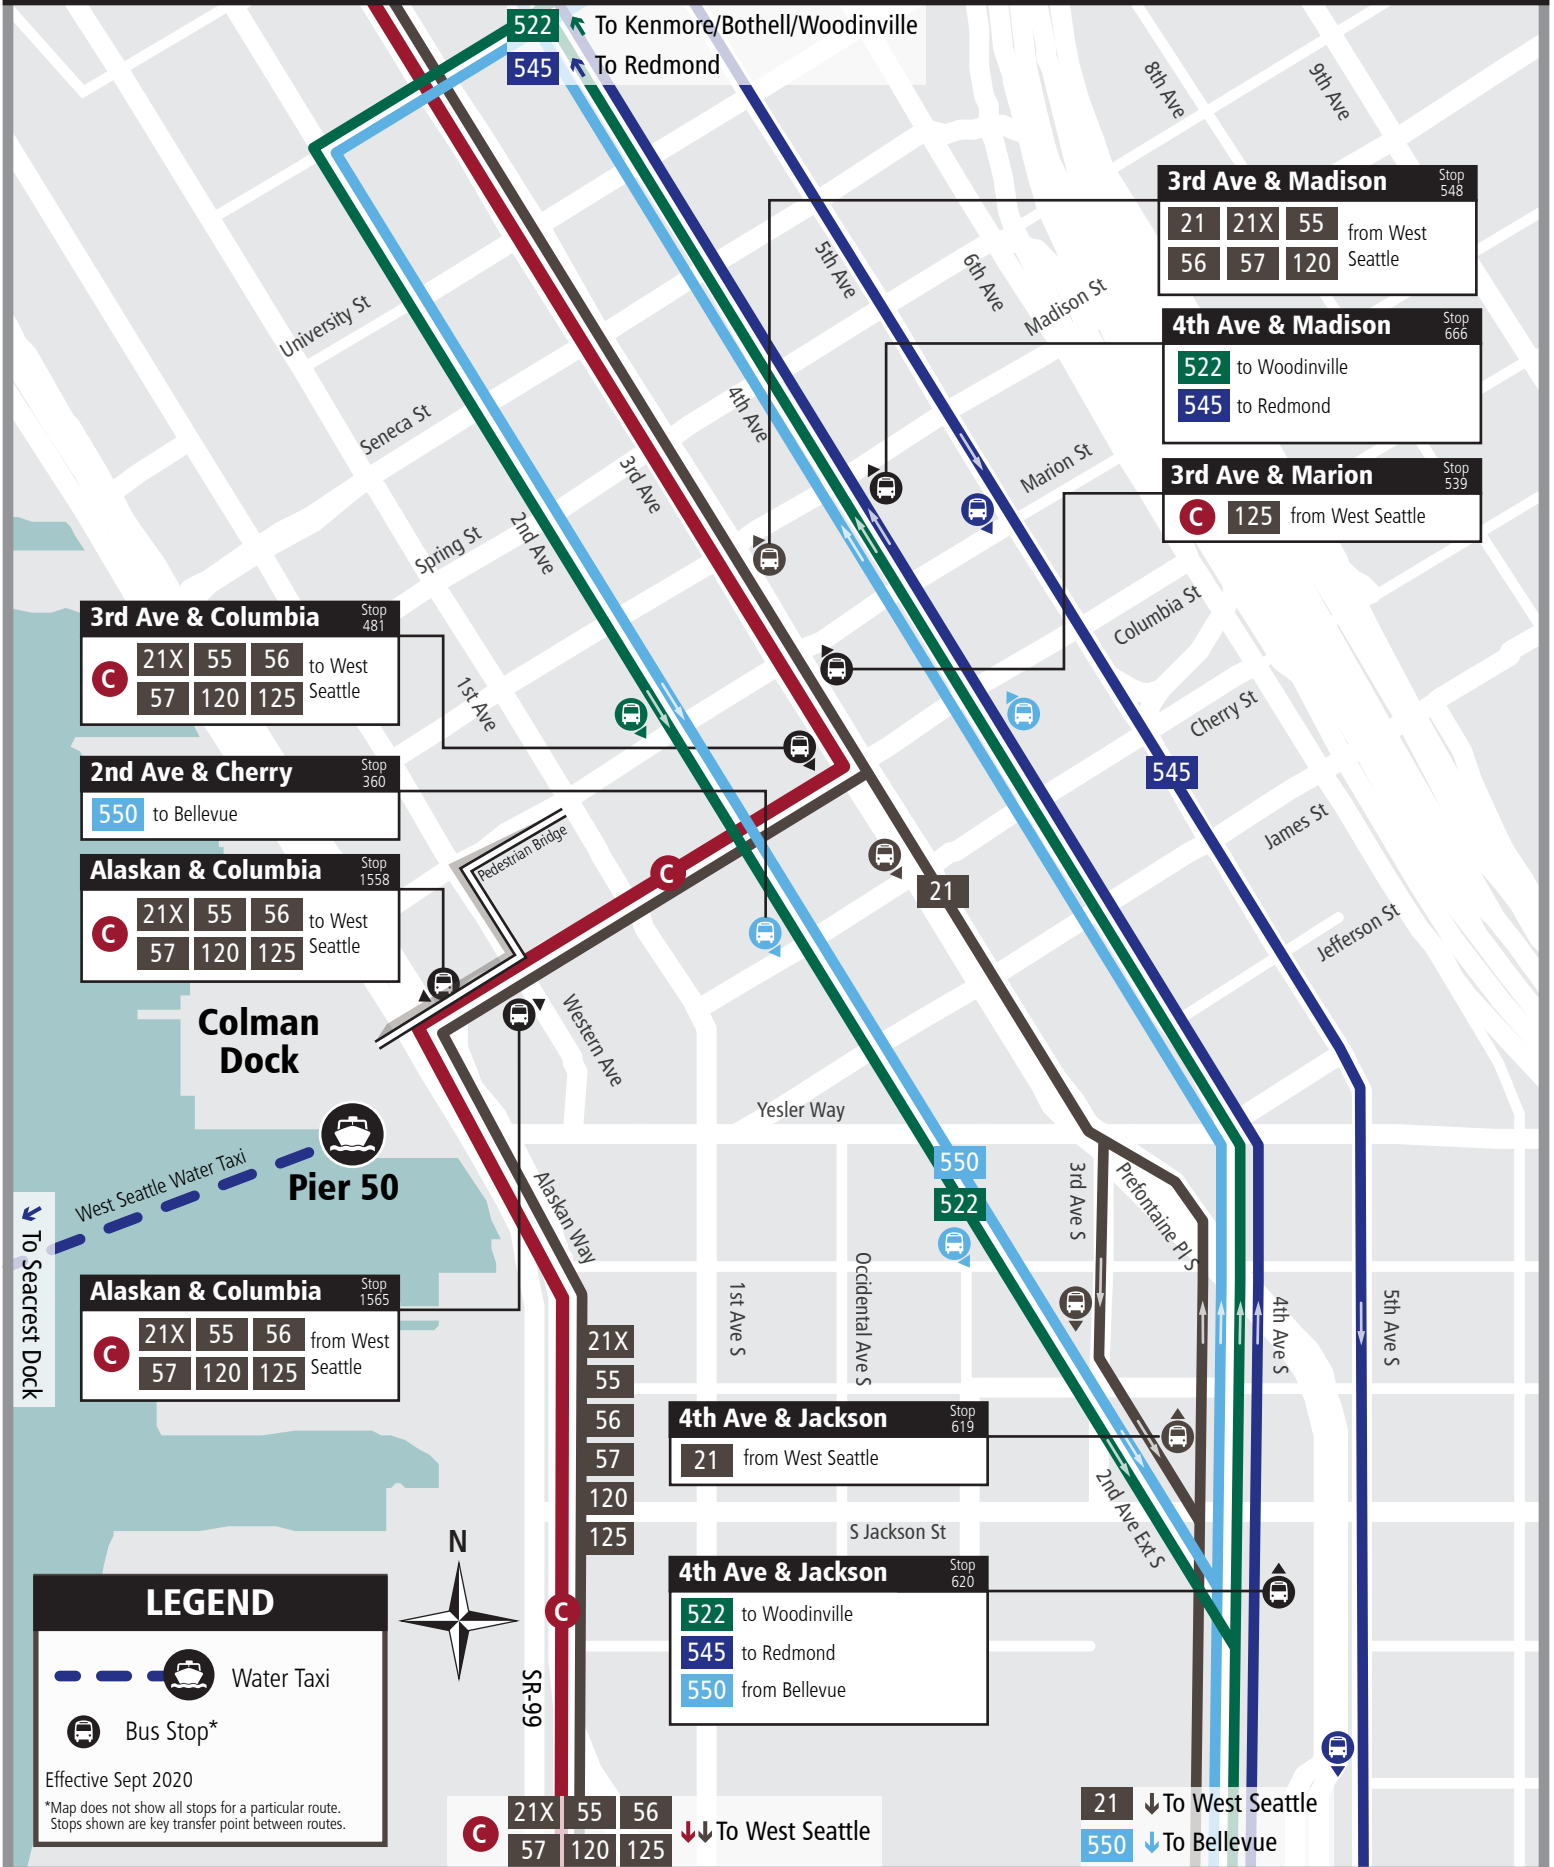 522 To Kenmore/Bothell/Woodinville
545 To Redmond
8th Ave
9th Ave
3rd Ave & Madison Stop 548
21 21X 55
56 57 120
from West
Seattle
5th Ave
6th Ave
Madison St
University St
4th Ave & Madison Stop 666
522 to Woodinville
545 to Redmond
4th Ave
Seneca St
3rd Ave
Marion St
3rd Ave & Marion Stop 539
C 125 from West Seattle
Spring St
2nd Ave
Columbia St
3rd Ave & Columbia Stop 481
C 21X 55 56
57 120 125
to West
Seattle
1st Ave
Cherry St
2nd Ave & Cherry Stop 360
550 to Bellevue
545
James St
Pedestrian Bridge
Alaskan & Columbia Stop 1558
C 21X 55 56
57 120 125
to West
Seattle
C
21
Jefferson St
Colman
Dock
Western Ave
Yesler Way
Pier 50
West Seattle Water Taxi
To Seacrest Dock
Alaskan Way
550
522
3rd Ave S
Prefontaine Pl S
Alaskan & Columbia Stop 1565
C 21X 55 56
57 120 125
from West
Seattle
1st Ave S
Occidental Ave S
4th Ave S
5th Ave S
21X
55
56
57
120
125
4th Ave & Jackson Stop 619
21 from West Seattle
2nd Ave Ext S
S Jackson St
4th Ave & Jackson Stop 620
522 to Woodinville
545 to Redmond
550 from Bellevue
N
C
SR-99
LEGEND
Water Taxi
Bus Stop*
Effective Sept 2020
*Map does not show all stops for a particular route.
Stops shown are key transfer point between routes.
C 21X 55 56
57 120 125
To West Seattle
21 To West Seattle
550 To Bellevue